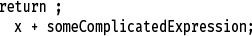 return ;
  x + someComplicatedExpression;